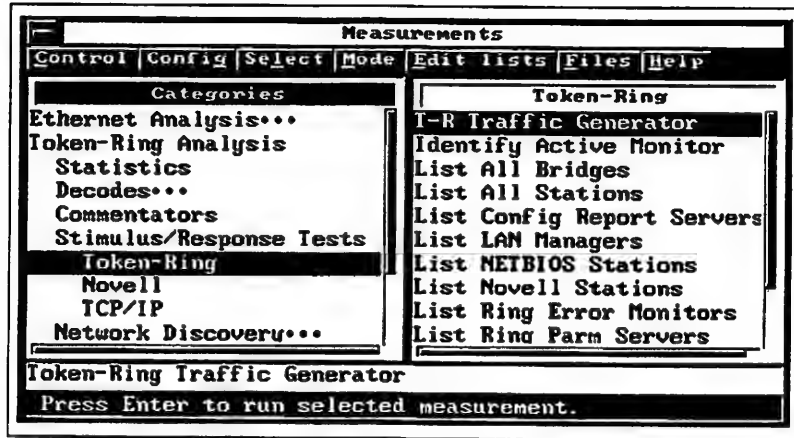 Measurements
Control Config Select Mode Edit lists Files Help
Categories
Ethernet Analysis•••
Token-Ring Analysis
Statistics
Decodes•••
Commentators
Stimulus/Response Tests
Token-Ring
Novell
TCP/IP
Network Discovery•••
Token-Ring
T-R Traffic Generator
Identify Active Monitor
List All Bridges
List All Stations
List Config Report Servers
List LAN Managers
List NETBIOS Stations
List Novell Stations
List Ring Error Monitors
List Ring Parm Servers
Token-Ring Traffic Generator
Press Enter to run selected measurement.